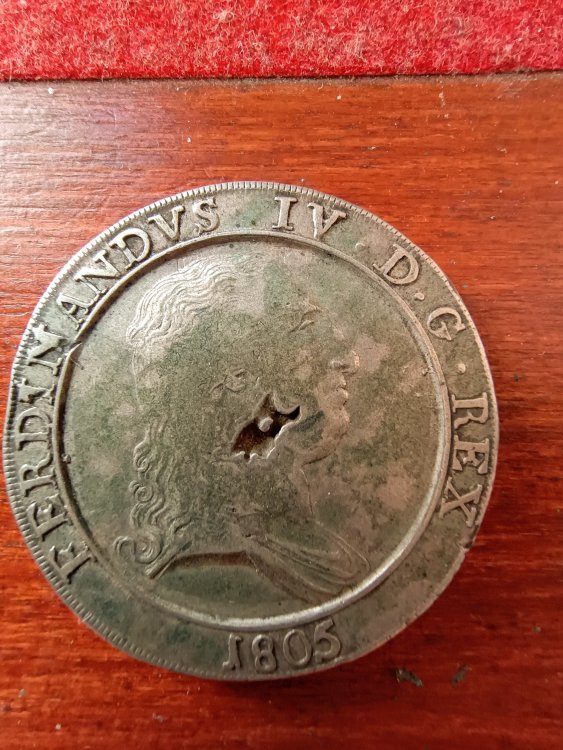 FERDINANDVS IV · D · G · REX
1805